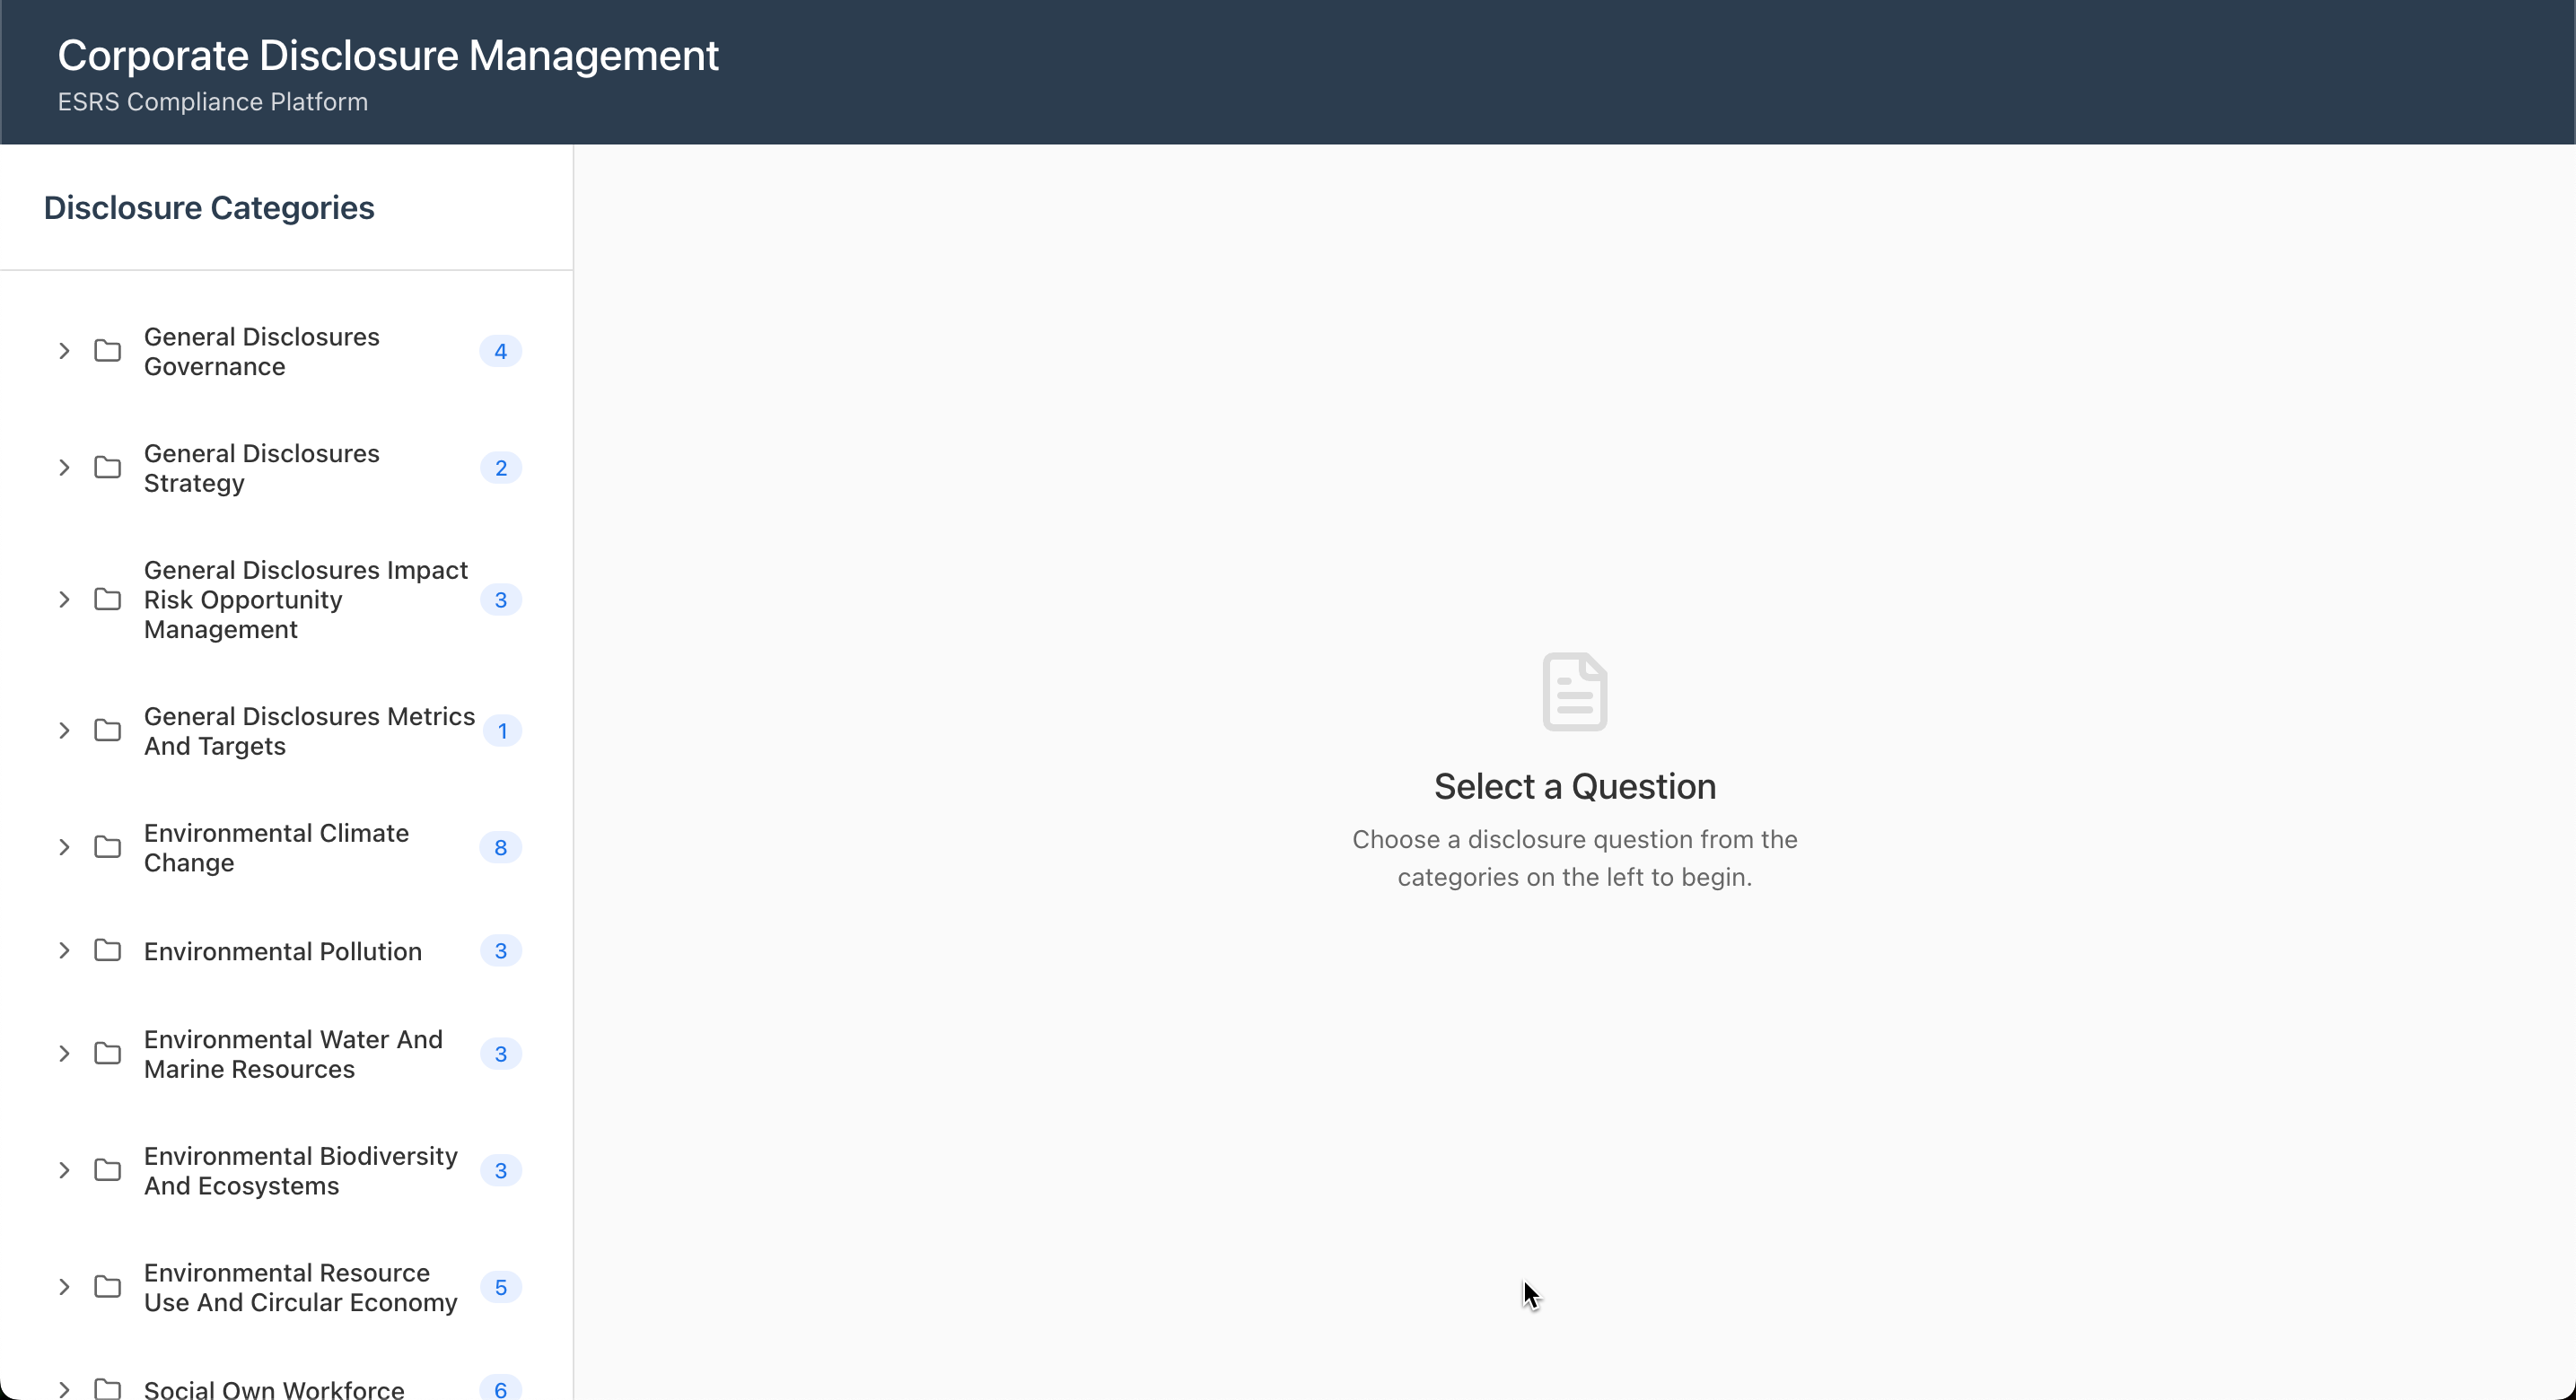 Corporate Disclosure Management
ESRS Compliance Platform
Disclosure Categories
General Disclosures
Governance
4
General Disclosures
Strategy
2
General Disclosures Impact
Risk Opportunity
Management
3
General Disclosures Metrics
And Targets
1
Environmental Climate
Change
8
Environmental Pollution
3
Environmental Water And
Marine Resources
3
Environmental Biodiversity
And Ecosystems
3
Environmental Resource
Use And Circular Economy
5
Social Own Workforce
6
Select a Question
Choose a disclosure question from the
categories on the left to begin.